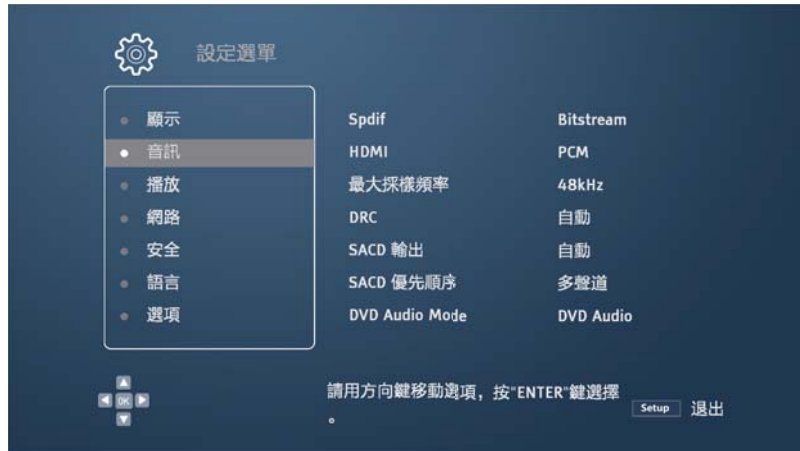 設定選單
顯示
音訊
播放
網路
安全
語言
選項
Spdif Bitstream
HDMI PCM
最大採樣頻率 48kHz
DRC 自動
SACD 輸出 自動
SACD 優先順序 多聲道
DVD Audio Mode DVD Audio
OK
請用方向鍵移動選項，按"ENTER"鍵選擇
。
Setup 退出